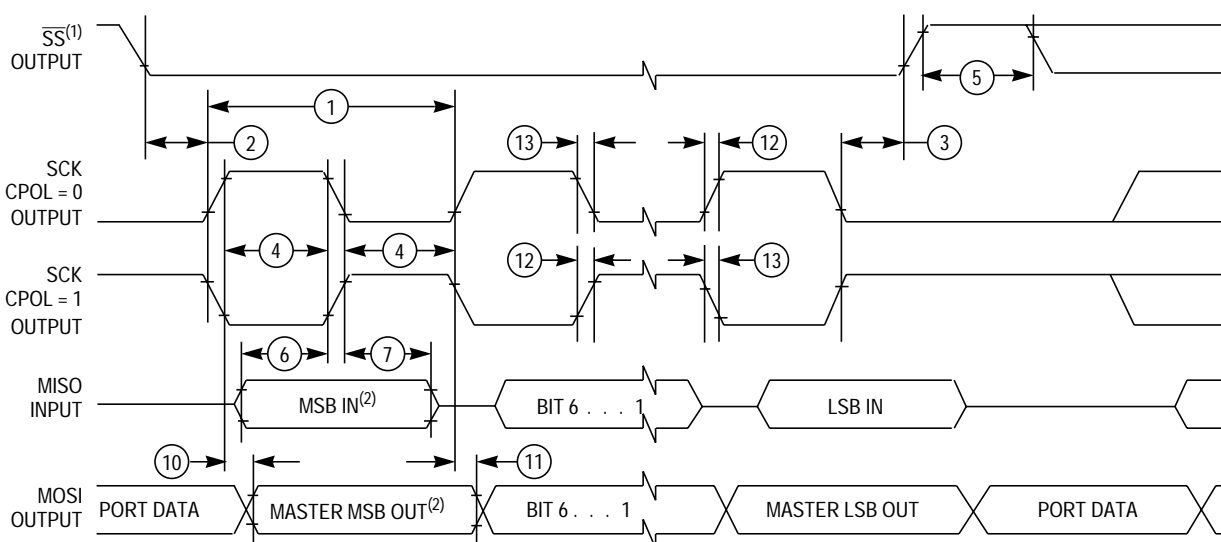 SS(1)
OUTPUT
5
1
2
13
12
3
SCK
CPOL = 0
OUTPUT
4
4
SCK
CPOL = 1
OUTPUT
12
13
6
7
MISO
INPUT
MSB IN(2)
BIT 6 . . . 1
LSB IN
10
11
MOSI
OUTPUT
PORT DATA
MASTER MSB OUT(2)
BIT 6 . . . 1
MASTER LSB OUT
PORT DATA